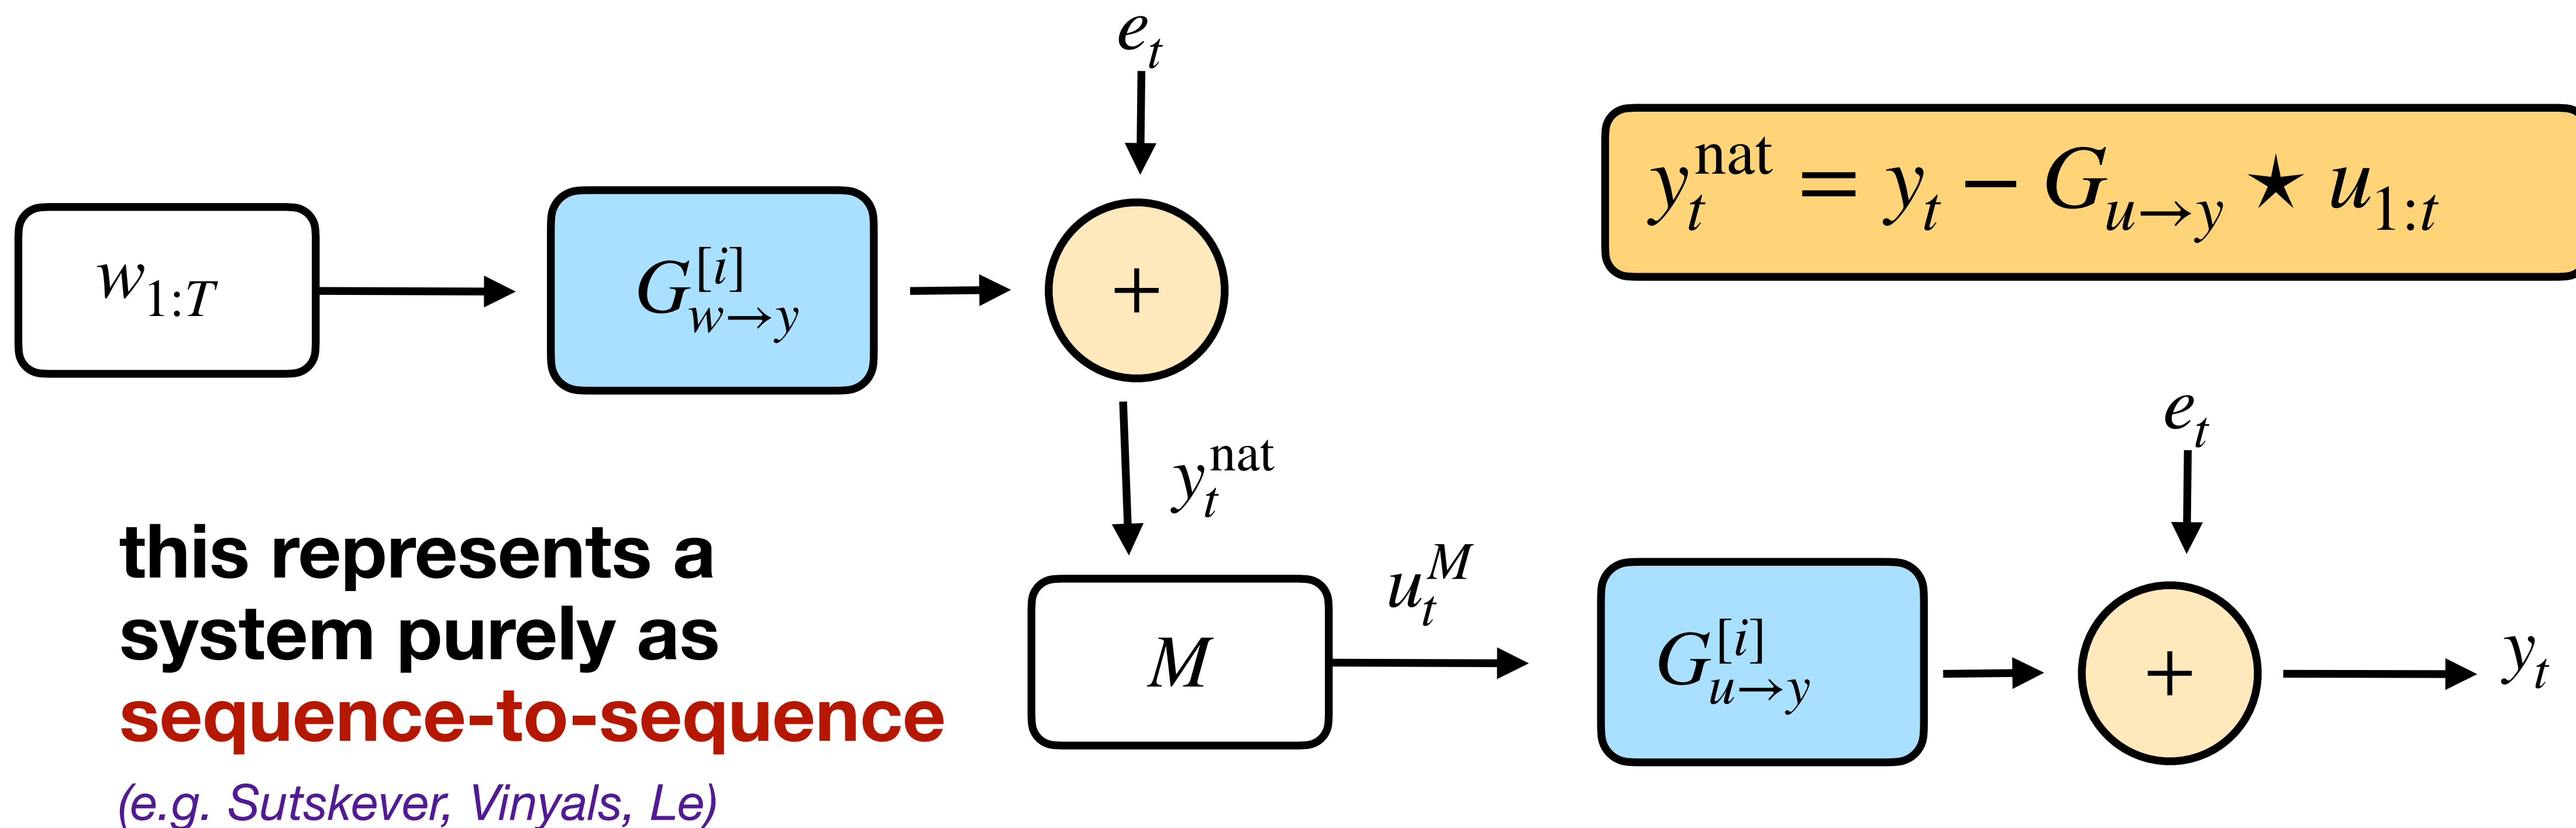 e_t
w_{1:T}
G^{[i]}_{w→y}
+
y_t^{nat} = y_t − G_{u→y} ★ u_{1:t}
y_t^{nat}
e_t
this represents a
system purely as
sequence-to-sequence
(e.g. Sutskever, Vinyals, Le)
M
u_t^M
G^{[i]}_{u→y}
+
y_t